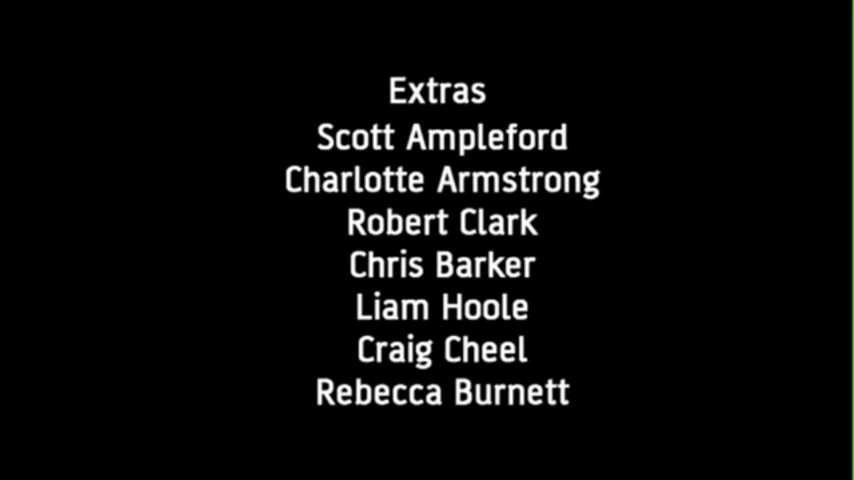 Extras
Scott Ampleford
Charlotte Armstrong
Robert Clark
Chris Barker
Liam Hoole
Craig Cheel
Rebecca Burnett